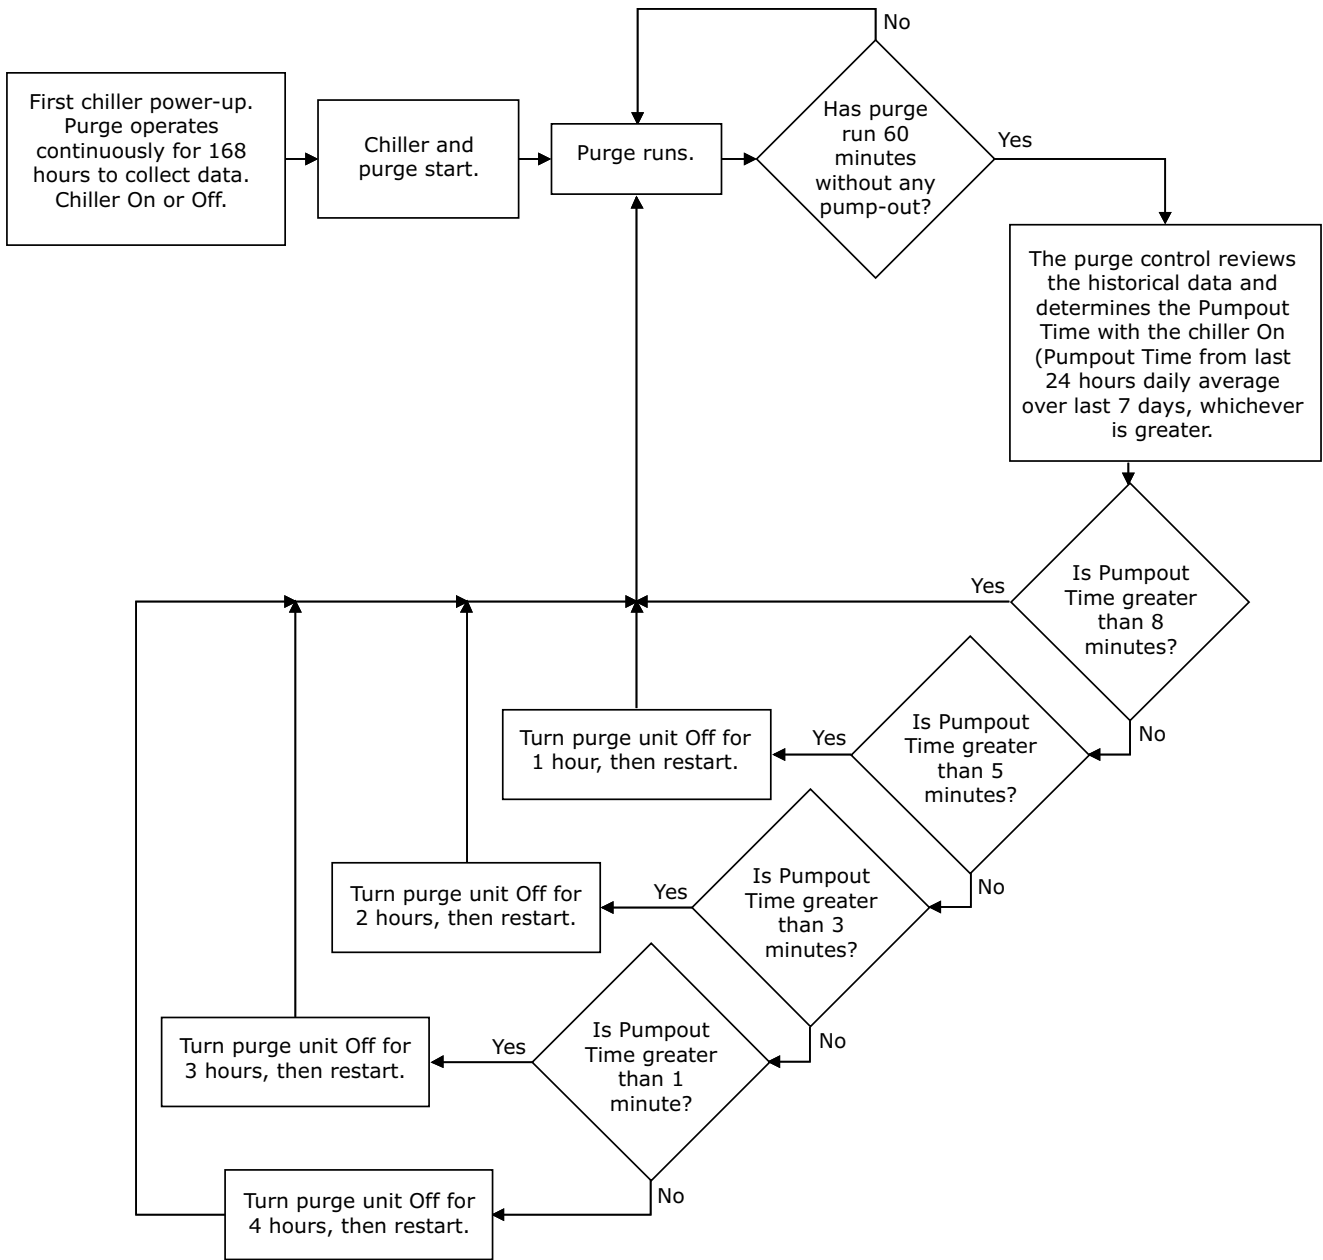 No
First chiller power-up.
Purge operates
continuously for 168
hours to collect data.
Chiller On or Off.
Chiller and
purge start.
Purge runs.
Has purge
run 60
minutes
without any
pump-out?
Yes
The purge control reviews
the historical data and
determines the Pumpout
Time with the chiller On
(Pumpout Time from last
24 hours daily average
over last 7 days, whichever
is greater.
Is Pumpout
Time greater
than 8
minutes?
Yes
No
Is Pumpout
Time greater
than 5
minutes?
Yes
Turn purge unit Off for
1 hour, then restart.
No
Is Pumpout
Time greater
than 3
minutes?
Yes
Turn purge unit Off for
2 hours, then restart.
No
Is Pumpout
Time greater
than 1
minute?
Yes
Turn purge unit Off for
3 hours, then restart.
No
Turn purge unit Off for
4 hours, then restart.